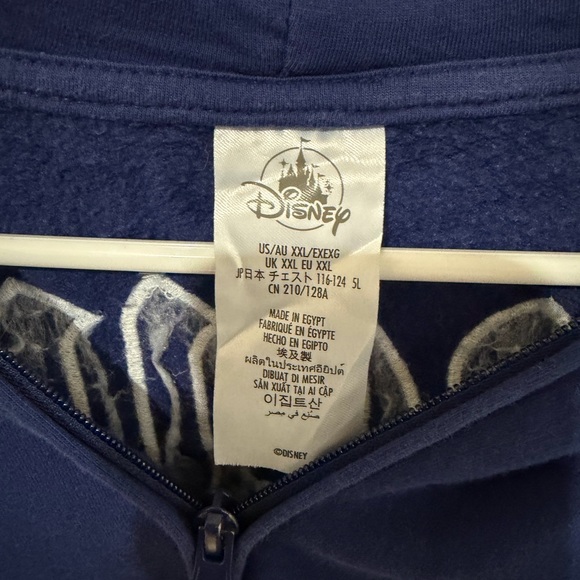 Disney
US/AU XXL/EXEXG
UK XXL EU XXL
JP日本 チェスト 116-124 5L
CN 210/128A
MADE IN EGYPT
FABRIQUÉ EN ÉGYPTE
HECHO EN EGIPTO
埃及製
ผลิตในประเทศอียิปต์
DIBUAT DI MESIR
SẢN XUẤT TẠI AI CẬP
이집트산
صنع في مصر
©DISNEY